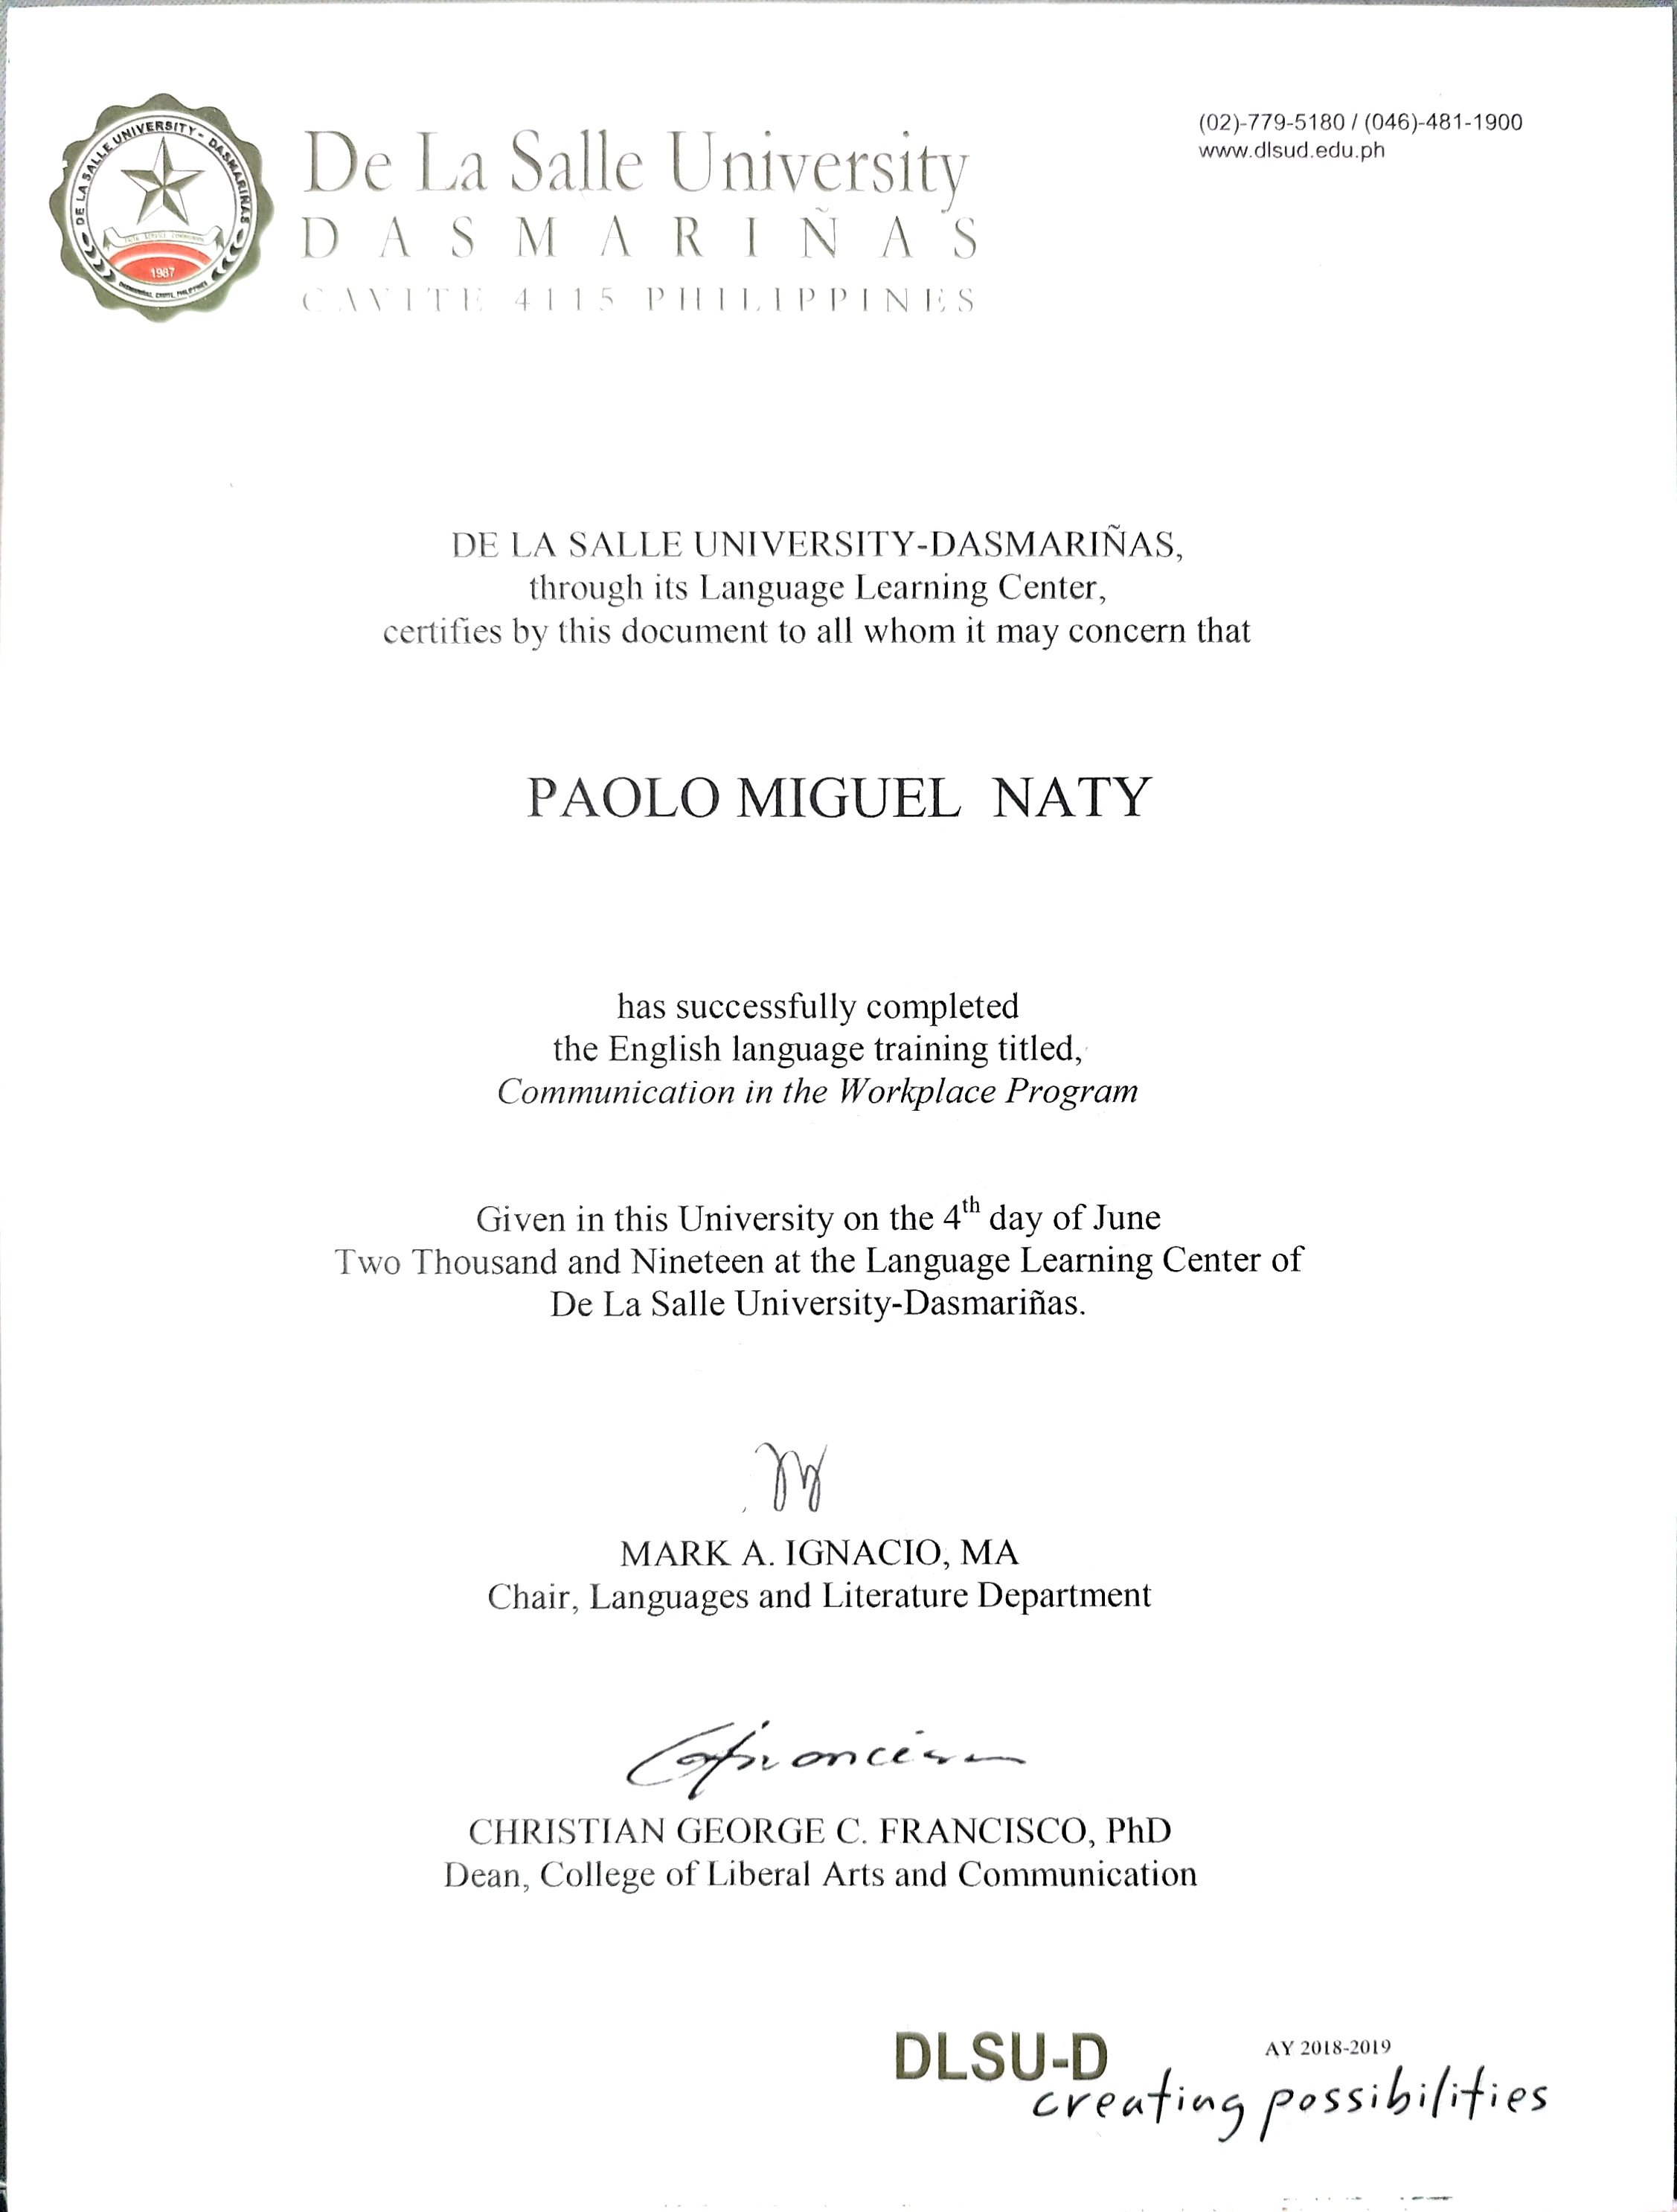 DE LA SALLE UNIVERSITY - DASMARIÑAS
1987
De La Salle University
DASMARIÑAS
CAVITE 4115 PHILIPPINES
(02)-779-5180 / (046)-481-1900
www.dlsud.edu.ph
DE LA SALLE UNIVERSITY-DASMARIÑAS,
through its Language Learning Center,
certifies by this document to all whom it may concern that
PAOLO MIGUEL NATY
has successfully completed
the English language training titled,
Communication in the Workplace Program
Given in this University on the 4th day of June
Two Thousand and Nineteen at the Language Learning Center of
De La Salle University-Dasmariñas.
MARK A. IGNACIO, MA
Chair, Languages and Literature Department
CHRISTIAN GEORGE C. FRANCISCO, PhD
Dean, College of Liberal Arts and Communication
DLSU-D
AY 2018-2019
creating possibilities